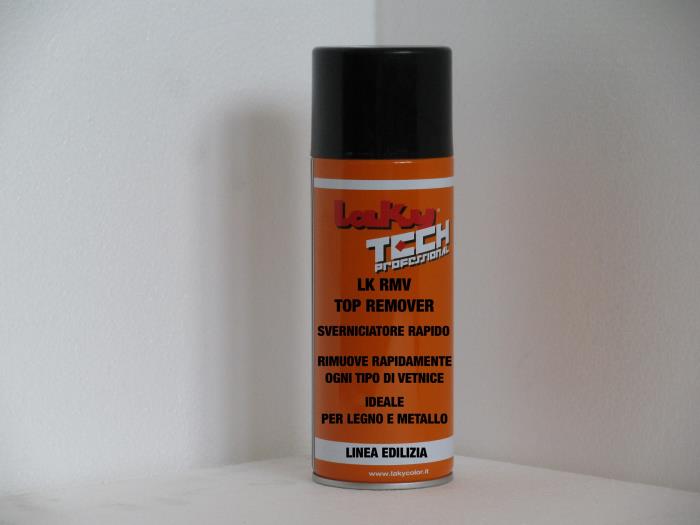 Laky
TECH
PROFESSIONAL
LK RMV
TOP REMOVER
SVERNICIATORE RAPIDO
RIMUOVE RAPIDAMENTE
OGNI TIPO DI VETNICE
IDEALE
PER LEGNO E METALLO
LINEA EDILIZIA
www.lakycolor.it